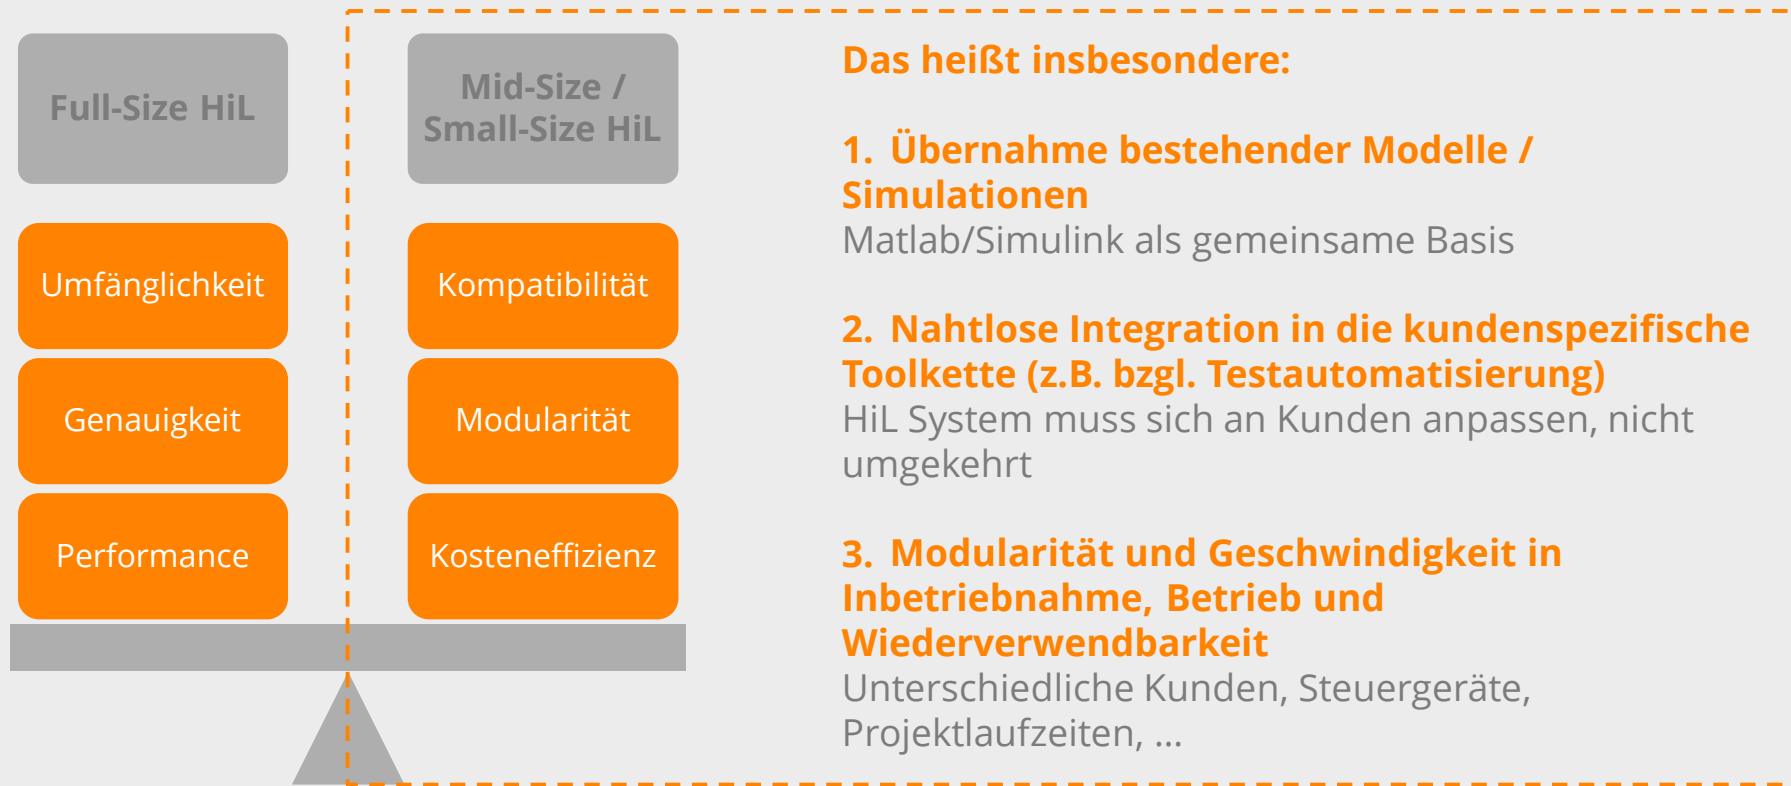 Full-Size HiL
Umfänglichkeit
Genauigkeit
Performance
Mid-Size /
Small-Size HiL
Kompatibilität
Modularität
Kosteneffizienz
Das heißt insbesondere:
1. Übernahme bestehender Modelle /
Simulationen
Matlab/Simulink als gemeinsame Basis
2. Nahtlose Integration in die kundenspezifische
Toolkette (z.B. bzgl. Testautomatisierung)
HiL System muss sich an Kunden anpassen, nicht
umgekehrt
3. Modularität und Geschwindigkeit in
Inbetriebnahme, Betrieb und
Wiederverwendbarkeit
Unterschiedliche Kunden, Steuergeräte,
Projektlaufzeiten, ...